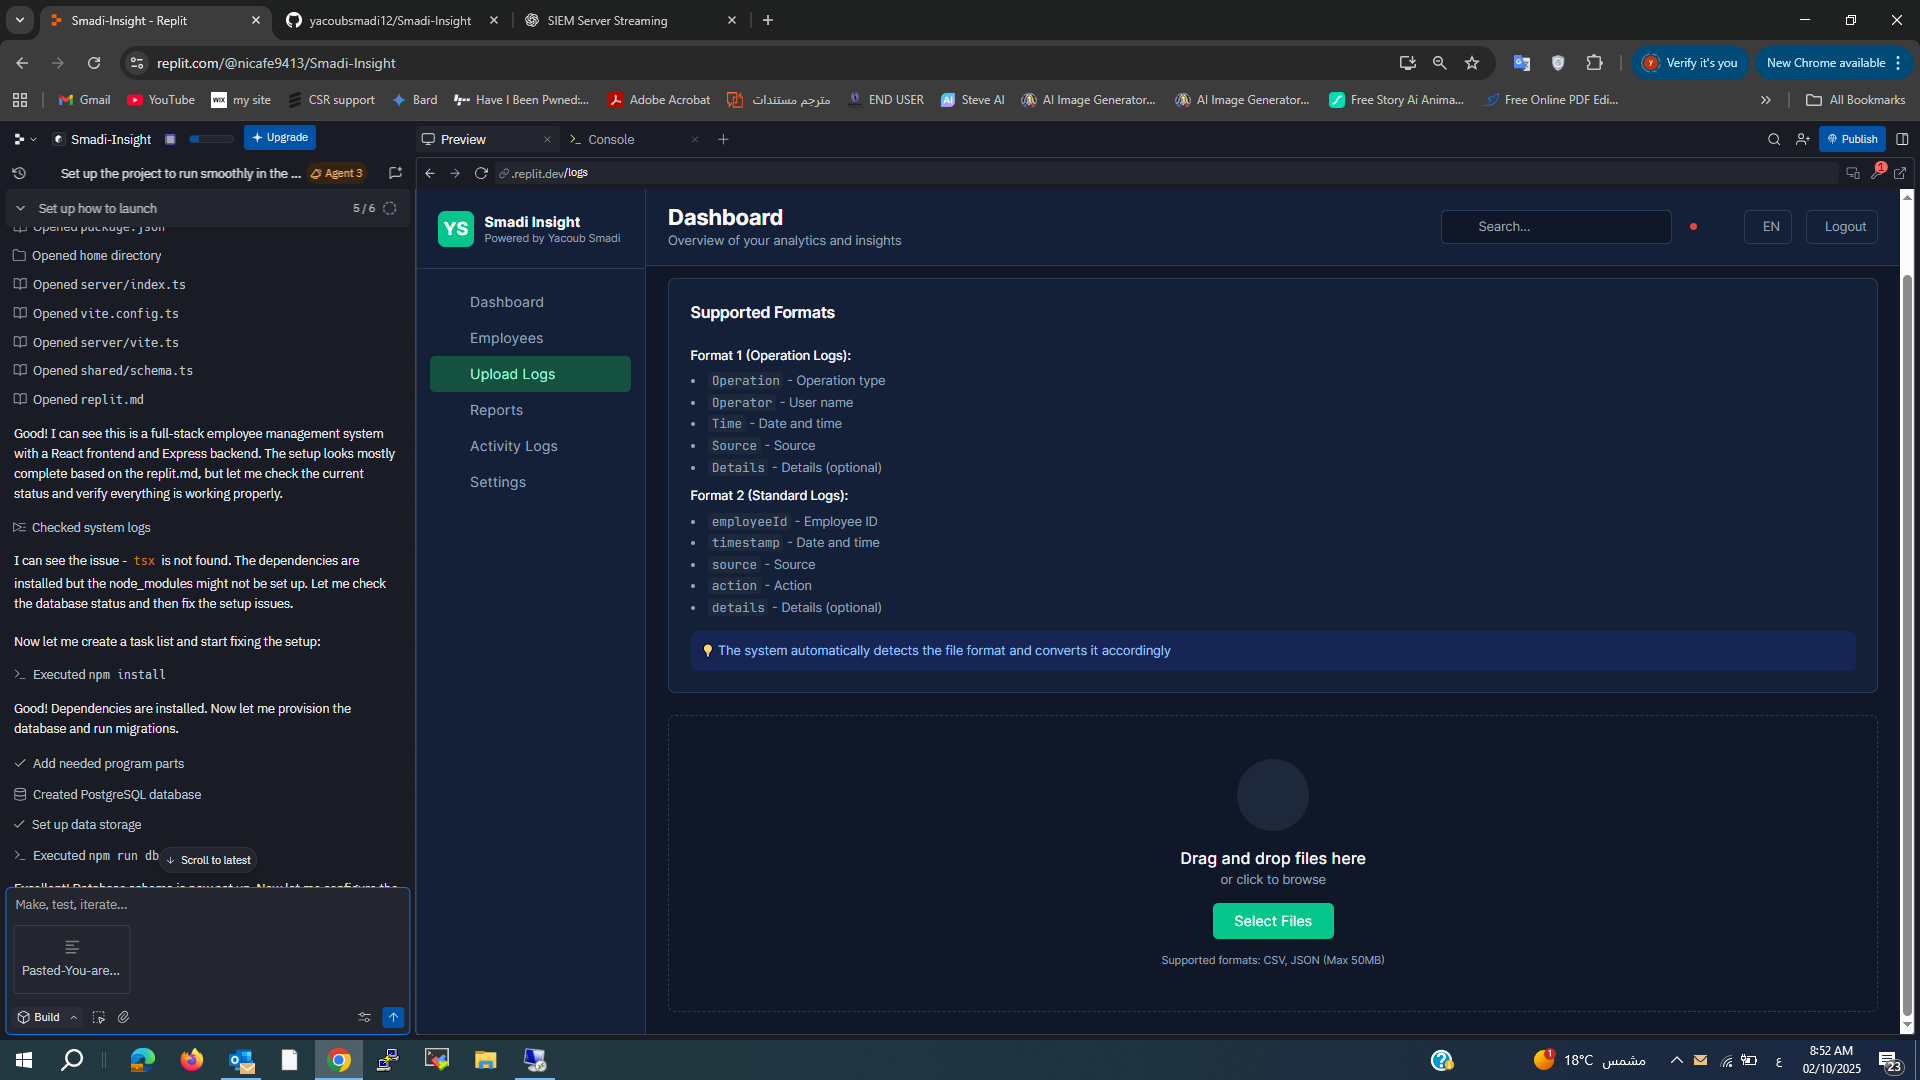 Smadi-Insight - Replit
yacoubsmadi12/Smadi-Insight
SIEM Server Streaming
replit.com/@nicafe9413/Smadi-Insight
Verify it's you
New Chrome available
Gmail
YouTube
WIX my site
CSR support
Bard
Have I Been Pwned:...
Adobe Acrobat
مترجم مستندات
END USER
AI Steve AI
AI Image Generator...
AI Image Generator...
Free Story Ai Anima...
Free Online PDF Edi...
All Bookmarks
Smadi-Insight
Upgrade
Preview
Console
Publish
Set up the project to run smoothly in the ...
Agent 3
.replit.dev/logs
1
Set up how to launch
5 / 6
Opened package.json
Opened home directory
Opened server/index.ts
Opened vite.config.ts
Opened server/vite.ts
Opened shared/schema.ts
Opened replit.md
Good! I can see this is a full-stack employee management system
with a React frontend and Express backend. The setup looks mostly
complete based on the replit.md, but let me check the current
status and verify everything is working properly.
Checked system logs
I can see the issue - tsx is not found. The dependencies are
installed but the node_modules might not be set up. Let me check
the database status and then fix the setup issues.
Now let me create a task list and start fixing the setup:
Executed npm install
Good! Dependencies are installed. Now let me provision the
database and run migrations.
Add needed program parts
Created PostgreSQL database
Set up data storage
Executed npm run db
Scroll to latest
Excellent! Database schema is now set up. Now let me configure the
Make, test, iterate...
Pasted-You-are...
Build
YS
Smadi Insight
Powered by Yacoub Smadi
Dashboard
Employees
Upload Logs
Reports
Activity Logs
Settings
Dashboard
Overview of your analytics and insights
Search...
EN
Logout
Supported Formats
Format 1 (Operation Logs):
• Operation - Operation type
• Operator - User name
• Time - Date and time
• Source - Source
• Details - Details (optional)
Format 2 (Standard Logs):
• employeeId - Employee ID
• timestamp - Date and time
• source - Source
• action - Action
• details - Details (optional)
💡 The system automatically detects the file format and converts it accordingly
Drag and drop files here
or click to browse
Select Files
Supported formats: CSV, JSON (Max 50MB)
1
18°C مشمس
ع
8:52 AM
02/10/2025
23